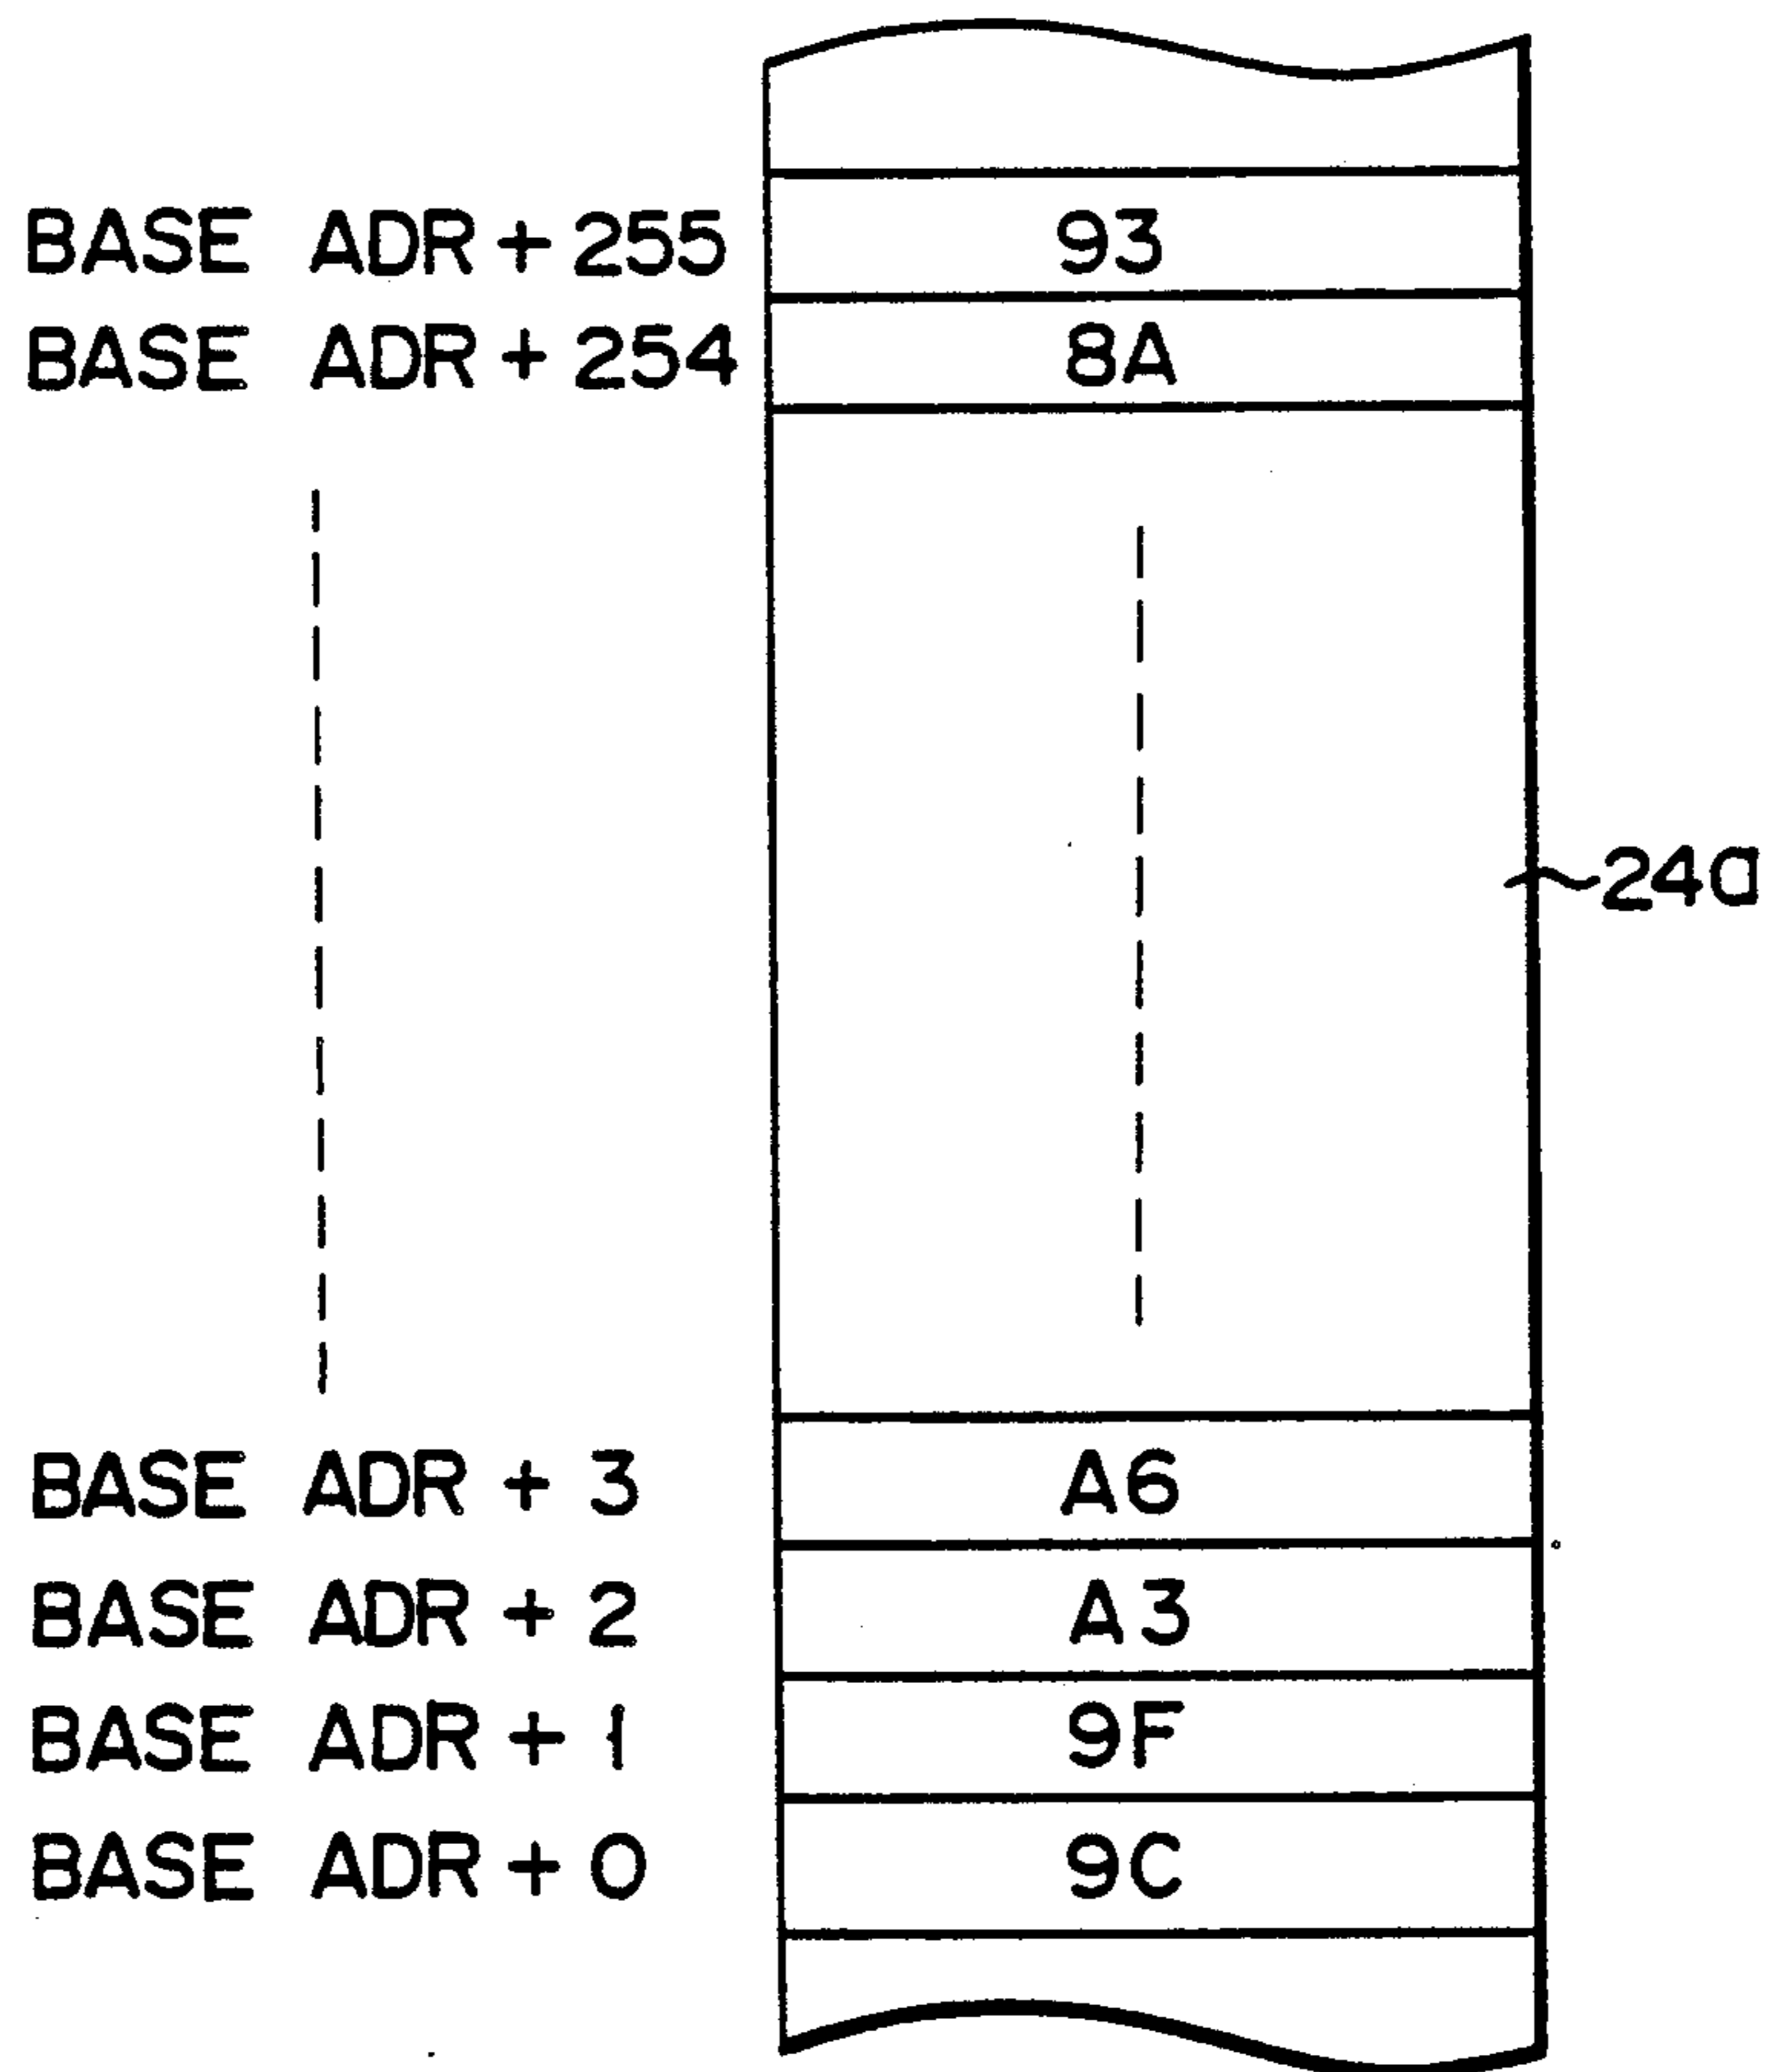 BASE ADR + 255 93
BASE ADR + 254 8A
24a
BASE ADR + 3 A6
BASE ADR + 2 A3
BASE ADR + 1 9F
BASE ADR + 0 9C